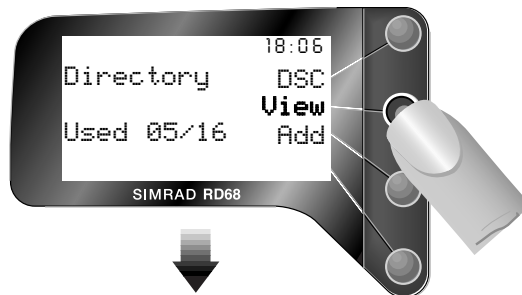 18:06
Directory DSC
View
Used 05/16 Add
SIMRAD RD68